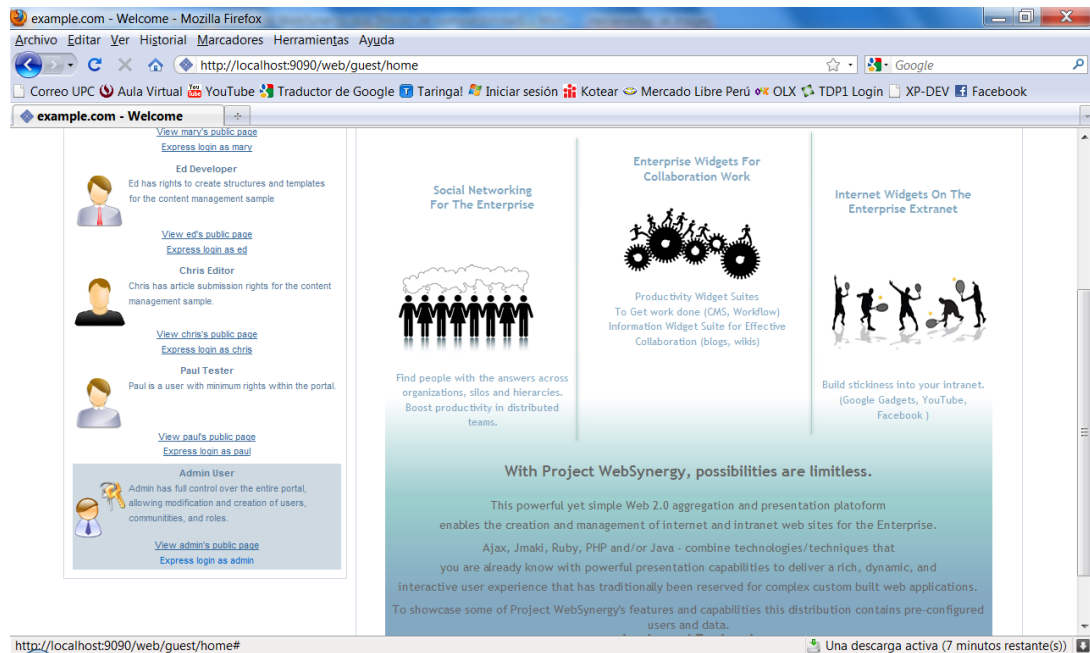 example.com - Welcome - Mozilla Firefox
Archivo Editar Ver Historial Marcadores Herramientas Ayuda
http://localhost:9090/web/guest/home
Google
Correo UPC Aula Virtual YouTube Traductor de Google Taringa! Iniciar sesión Kotear Mercado Libre Perú OLX TDP1 Login XP-DEV Facebook
example.com - Welcome
View mary's public page
Express login as mary
Ed Developer
Ed has rights to create structures and templates
for the content management sample
View ed's public page
Express login as ed
Chris Editor
Chris has article submission rights for the content
management sample.
View chris's public page
Express login as chris
Paul Tester
Paul is a user with minimum rights within the portal.
View paul's public page
Express login as paul
Admin User
Admin has full control over the entire portal,
allowing modification and creation of users,
communitities, and roles.
View admin's public page
Express login as admin
Social Networking
For The Enterprise
Find people with the answers across
organizations, silos and hierarcies.
Boost productivity in distributed
teams.
Enterprise Widgets For
Collaboration Work
Productivity Widget Suites
To Get work done (CMS, Workflow)
Information Widget Suite for Effective
Collaboration (blogs, wikis)
Internet Widgets On The
Enterprise Extranet
Build stickiness into your intranet.
(Google Gadgets, YouTube,
Facebook )
With Project WebSynergy, possibilities are limitless.
This powerful yet simple Web 2.0 aggregation and presentation platoform
enables the creation and management of internet and intranet web sites for the Enterprise.
Ajax, Jmaki, Ruby, PHP and/or Java - combine technologies/techniques that
you are already know with powerful presentation capabilities to deliver a rich, dynamic, and
interactive user experience that has traditionally been reserved for complex custom built web applications.
To showcase some of Project WebSynergy's features and capabilities this distribution contains pre-configured
users and data.
http://localhost:9090/web/guest/home#
Una descarga activa (7 minutos restante(s))